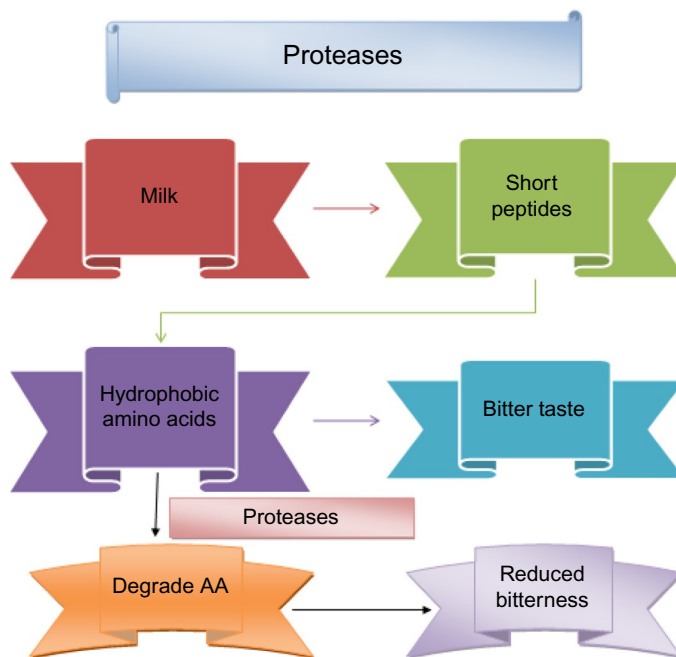 Proteases
Milk
Short
peptides
Hydrophobic
amino acids
Bitter taste
Proteases
Degrade AA
Reduced
bitterness